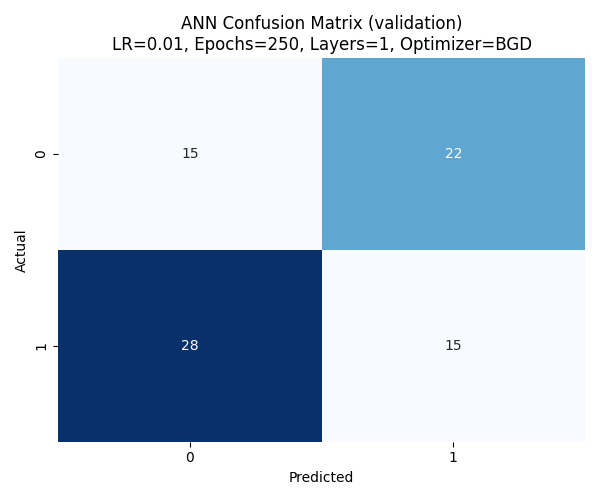 ANN Confusion Matrix (validation)
LR=0.01, Epochs=250, Layers=1, Optimizer=BGD
Actual
0
15
22
1
28
15
0
1
Predicted